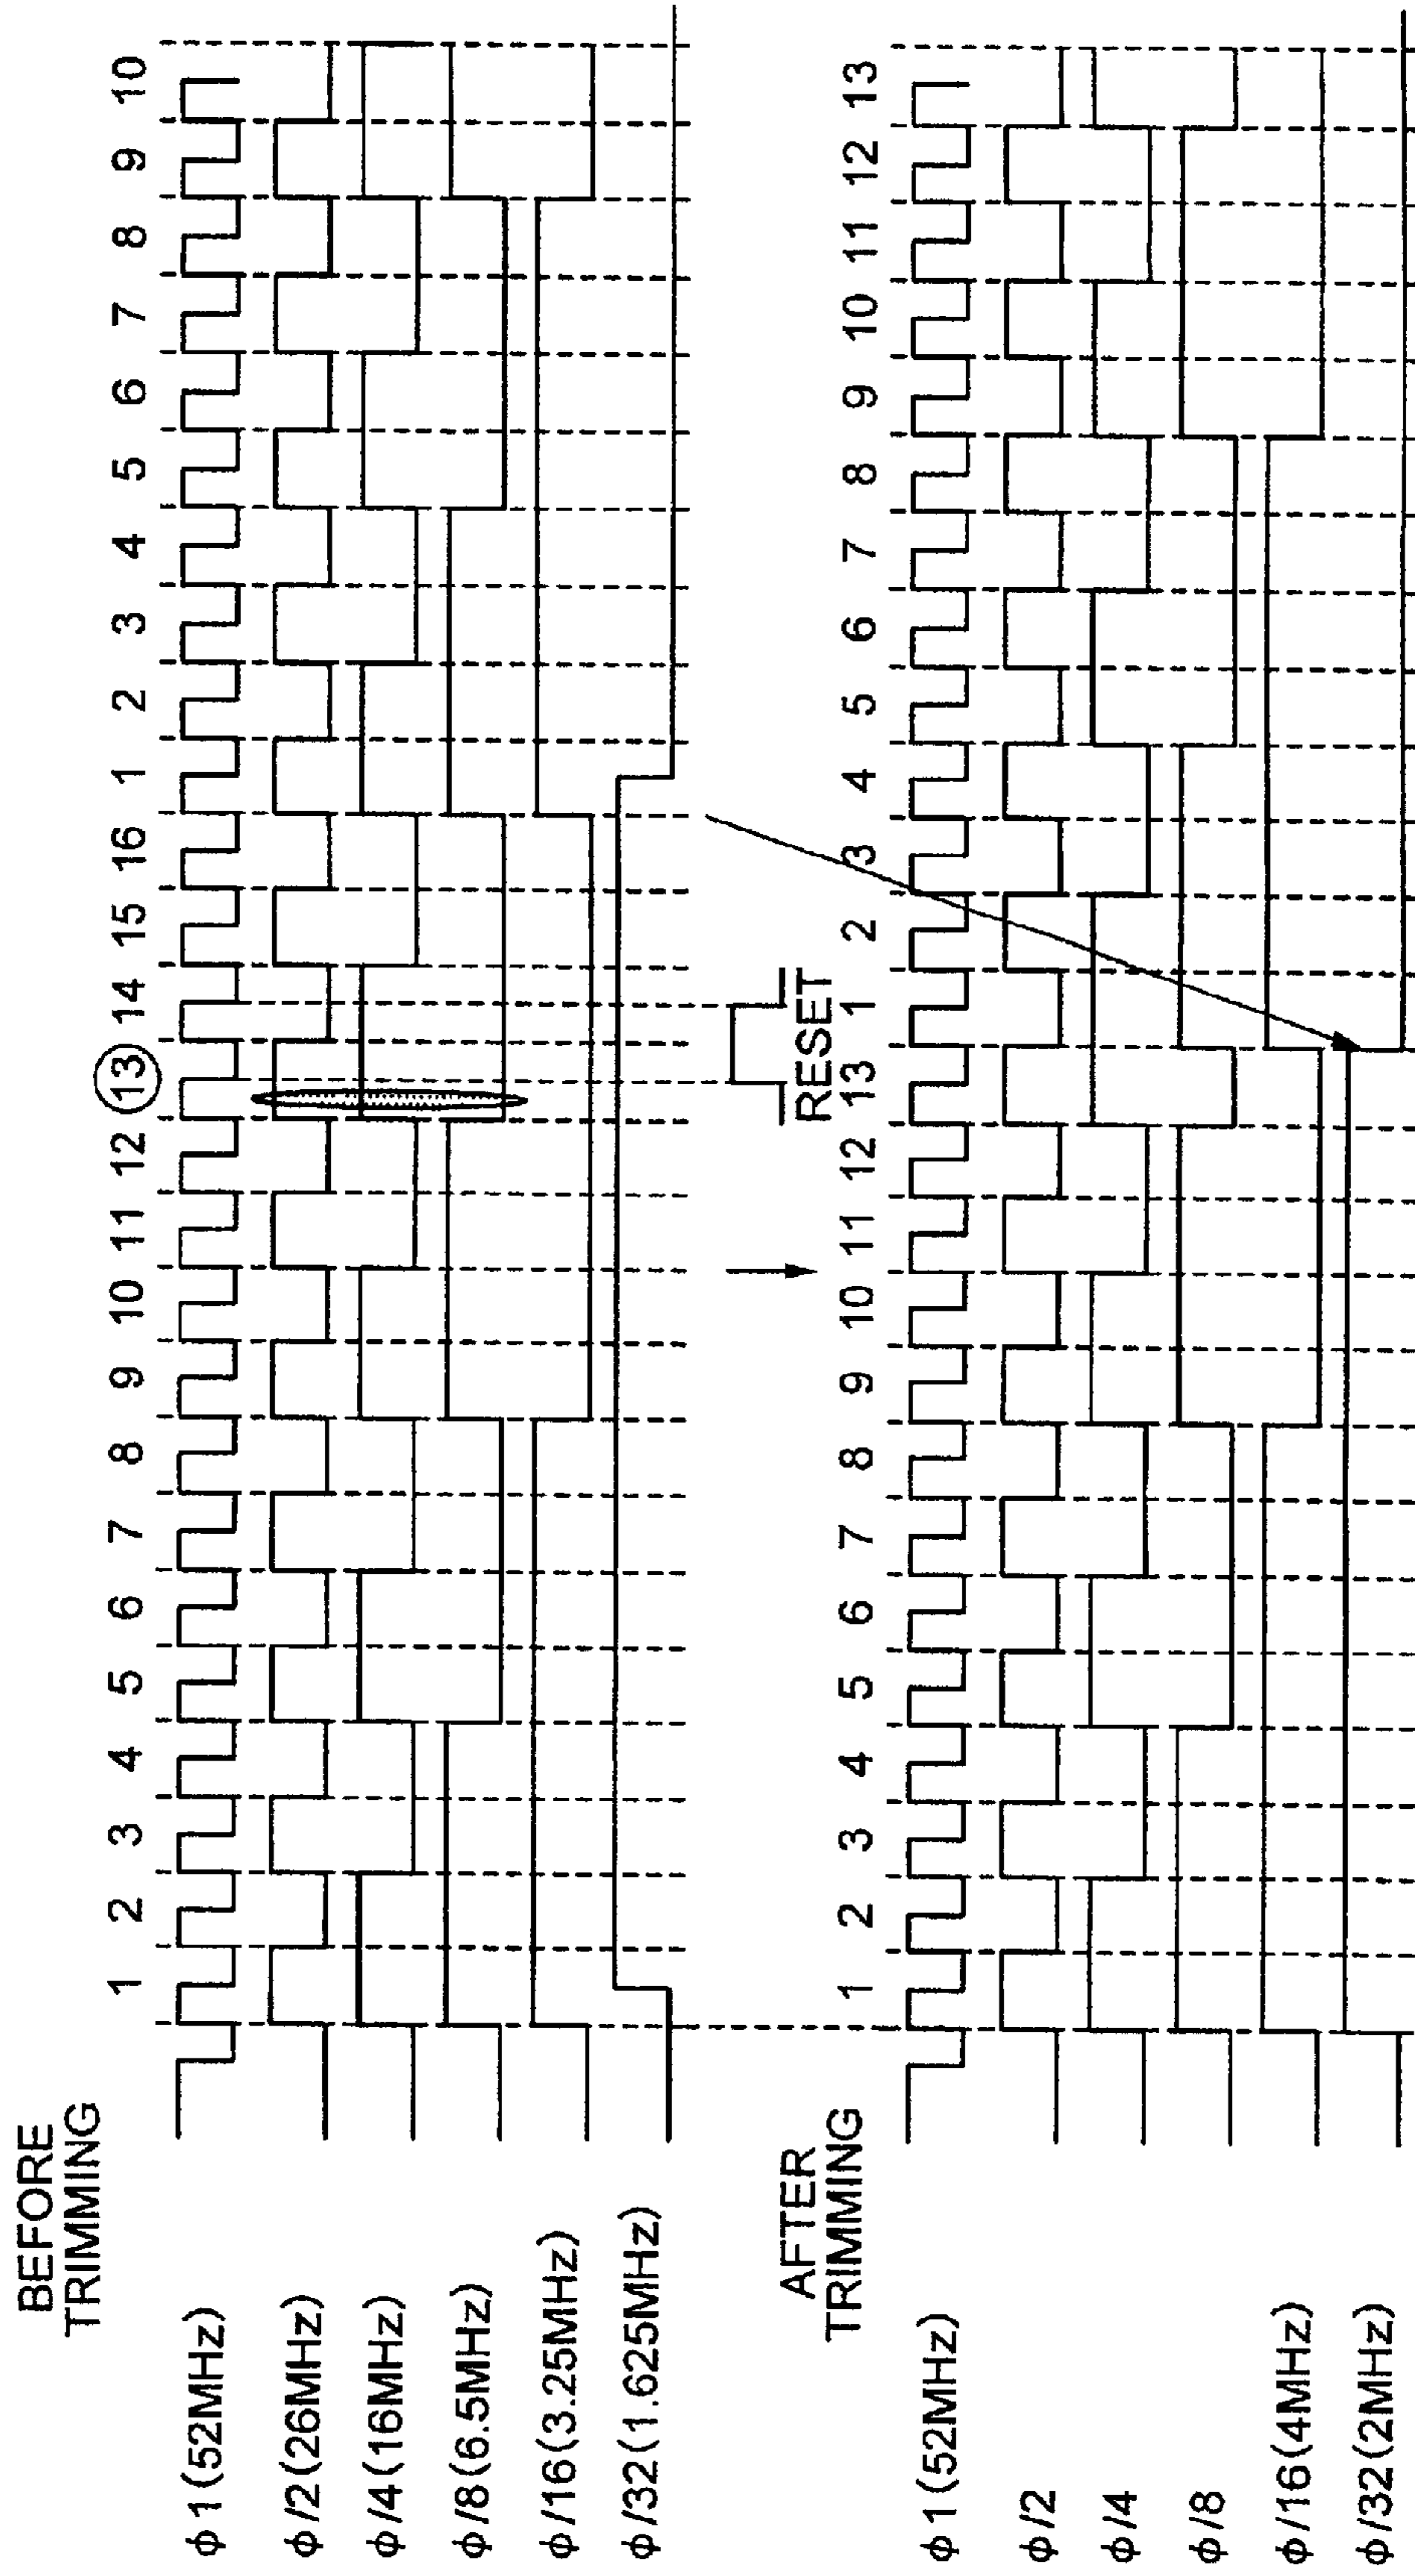 BEFORE
TRIMMING
1 2 3 4 5 6 7 8 9 10 11 12 13 14 15 16 1 2 3 4 5 6 7 8 9 10
φ1(52MHz)
φ/2(26MHz)
φ/4(16MHz)
φ/8(6.5MHz)
φ/16(3.25MHz)
φ/32(1.625MHz)
RESET
AFTER
TRIMMING
1 2 3 4 5 6 7 8 9 10 11 12 13 1 2 3 4 5 6 7 8 9 10 11 12 13
φ1(52MHz)
φ/2
φ/4
φ/8
φ/16(4MHz)
φ/32(2MHz)